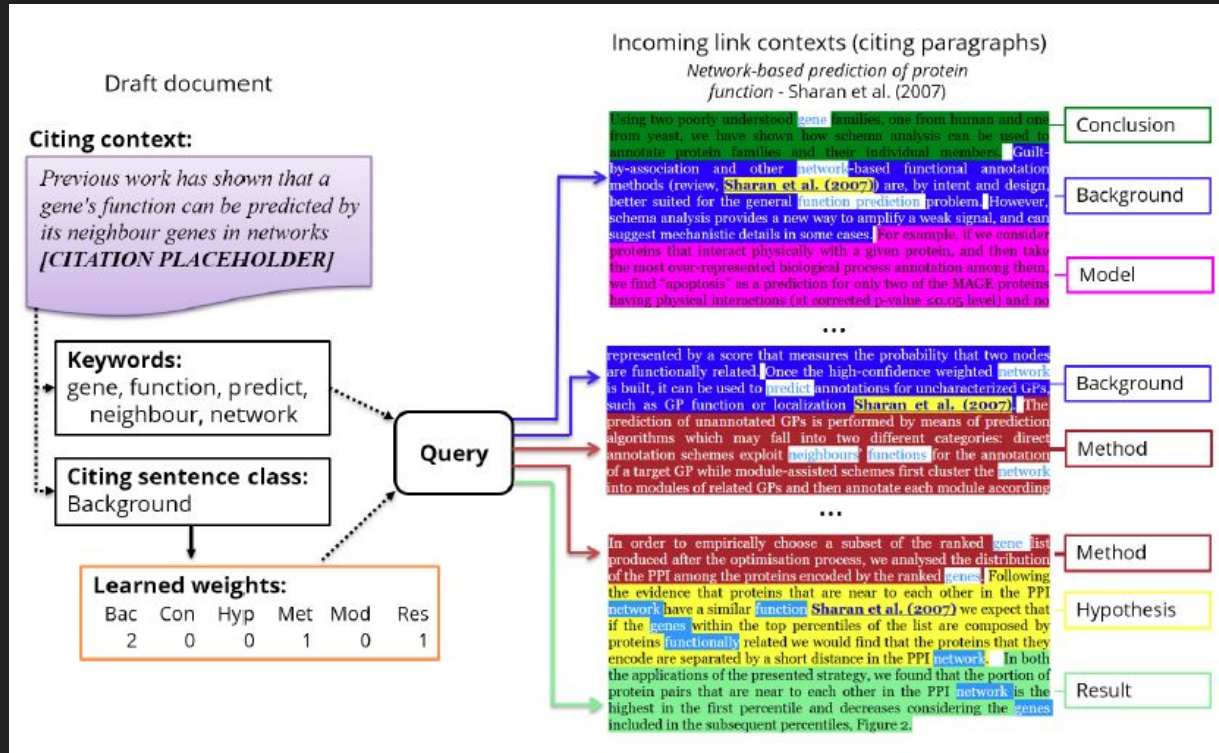 Draft document
Citing context:
Previous work has shown that a
gene's function can be predicted by
its neighbour genes in networks
[CITATION PLACEHOLDER]
Keywords:
gene, function, predict,
neighbour, network
Citing sentence class:
Background
Learned weights:
Bac Con Hyp Met Mod Res
2 0 0 1 0 1
Query
Incoming link contexts (citing paragraphs)
Network-based prediction of protein
function - Sharan et al. (2007)
Using two poorly understood gene families, one from human and one
from yeast, we have shown how schema analysis can be used to
annotate protein families and their individual members. Guilt-
by-association and other network-based functional annotation
methods (review, Sharan et al. (2007)) are, by intent and design,
better suited for the general function prediction problem. However,
schema analysis provides a new way to amplify a weak signal, and can
suggest mechanistic details in some cases. For example, if we consider
proteins that interact physically with a given protein, and then take
the most over-represented biological process annotation among them,
we find "apoptosis" as a prediction for only two of the MAGE proteins
having physical interactions (at corrected p-value ≤0.05 level) and no
Conclusion
Background
Model
...
represented by a score that measures the probability that two nodes
are functionally related. Once the high-confidence weighted network
is built, it can be used to predict annotations for uncharacterized GPs,
such as GP function or localization Sharan et al. (2007). The
prediction of unannotated GPs is performed by means of prediction
algorithms which may fall into two different categories: direct
annotation schemes exploit neighbours' functions for the annotation
of a target GP while module-assisted schemes first cluster the network
into modules of related GPs and then annotate each module according
Background
Method
...
In order to empirically choose a subset of the ranked gene list
produced after the optimisation process, we analysed the distribution
of the PPI among the proteins encoded by the ranked genes. Following
the evidence that proteins that are near to each other in the PPI
network have a similar function Sharan et al. (2007) we expect that
if the genes within the top percentiles of the list are composed by
proteins functionally related we would find that the proteins that they
encode are separated by a short distance in the PPI network. In both
the applications of the presented strategy, we found that the portion of
protein pairs that are near to each other in the PPI network is the
highest in the first percentile and decreases considering the genes
included in the subsequent percentiles, Figure 2.
Method
Hypothesis
Result